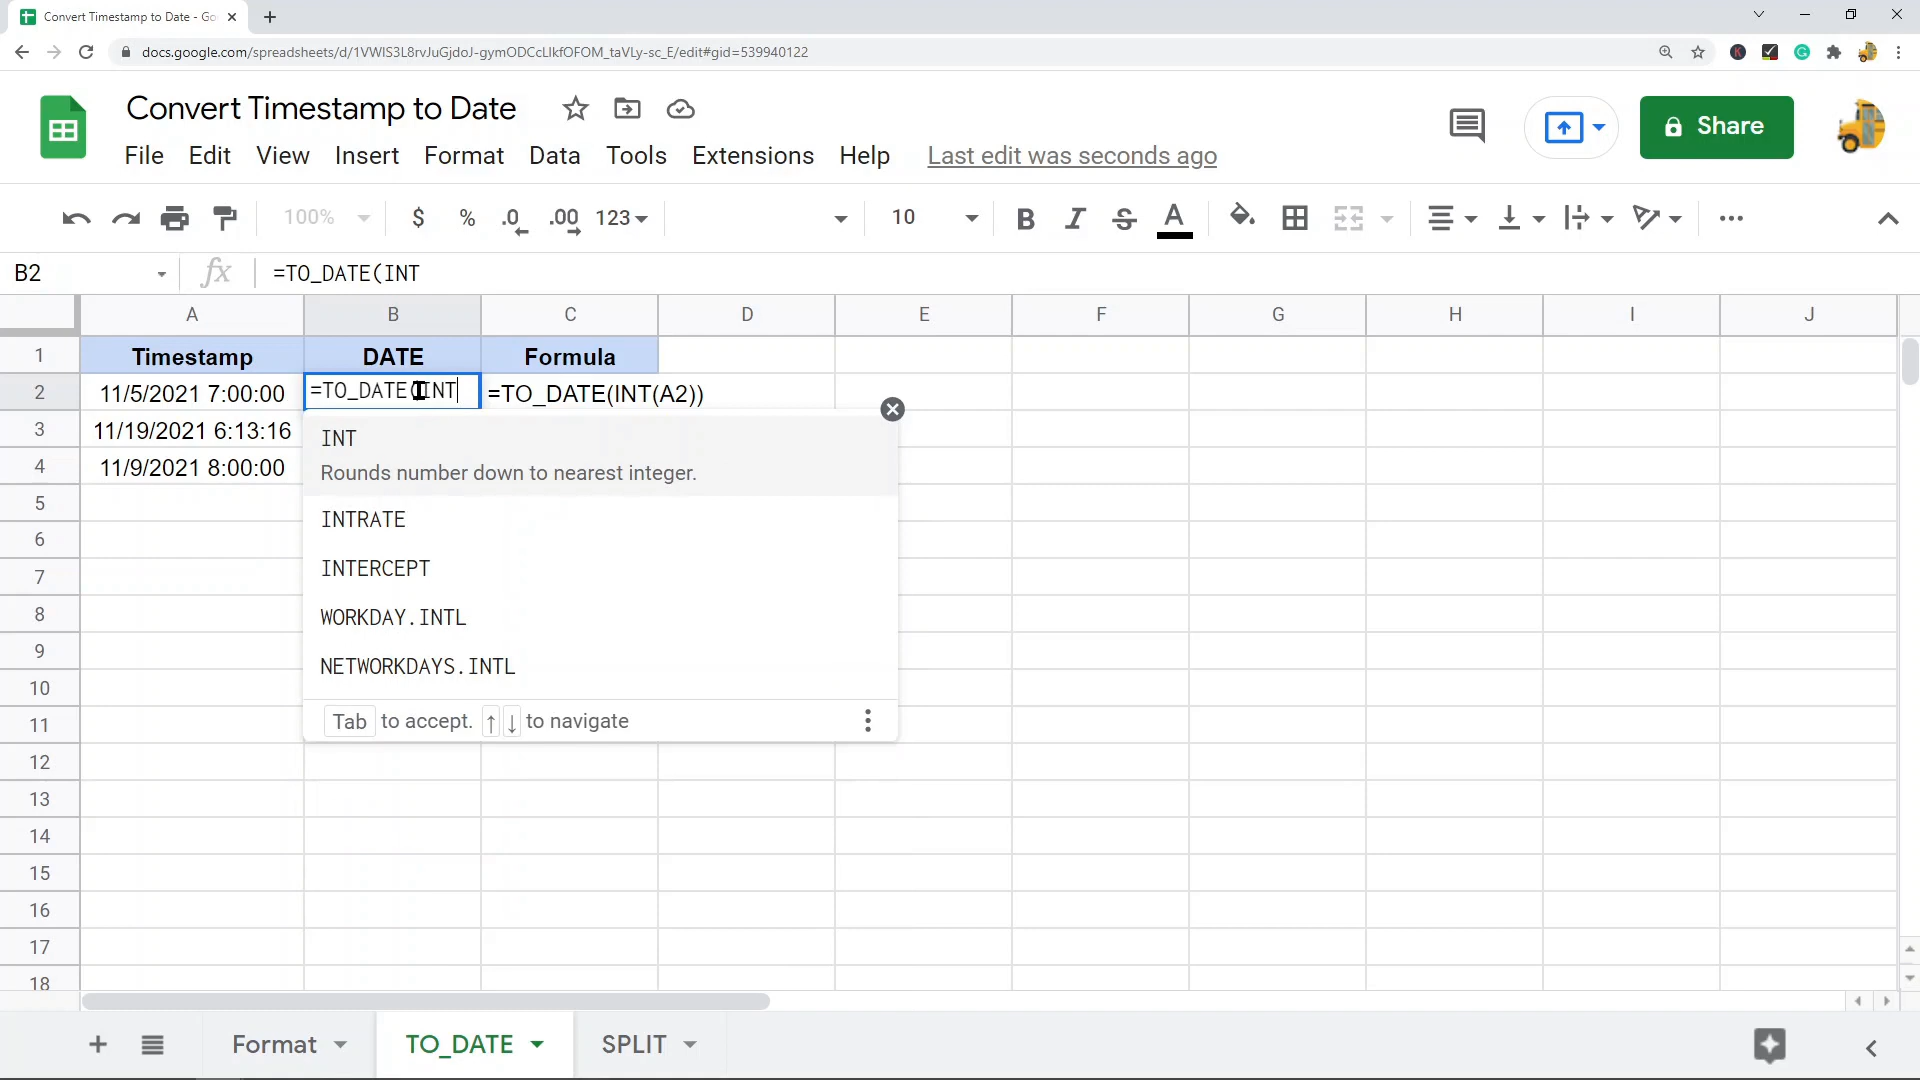 Convert Timestamp to Date - Go
docs.google.com/spreadsheets/d/1VWIS3L8rvJuGjdoJ-gymODCcLIkfOFOM_taVLy-sc_E/edit#gid=539940122
Convert Timestamp to Date
Share
File Edit View Insert Format Data Tools Extensions Help Last edit was seconds ago
100% $ % .0 .00 123 10 B I S A
B2 fx =TO_DATE(INT
A B C D E F G H I J
1 Timestamp DATE Formula
2 11/5/2021 7:00:00 =TO_DATE(INT =TO_DATE(INT(A2))
3 11/19/2021 6:13:16
INT
4 11/9/2021 8:00:00
Rounds number down to nearest integer.
5 INTRATE
6
INTERCEPT
7
8 WORKDAY.INTL
9
NETWORKDAYS.INTL
10
11 Tab to accept. ↑ ↓ to navigate
12
13
14
15
16
17
18
Format TO_DATE SPLIT